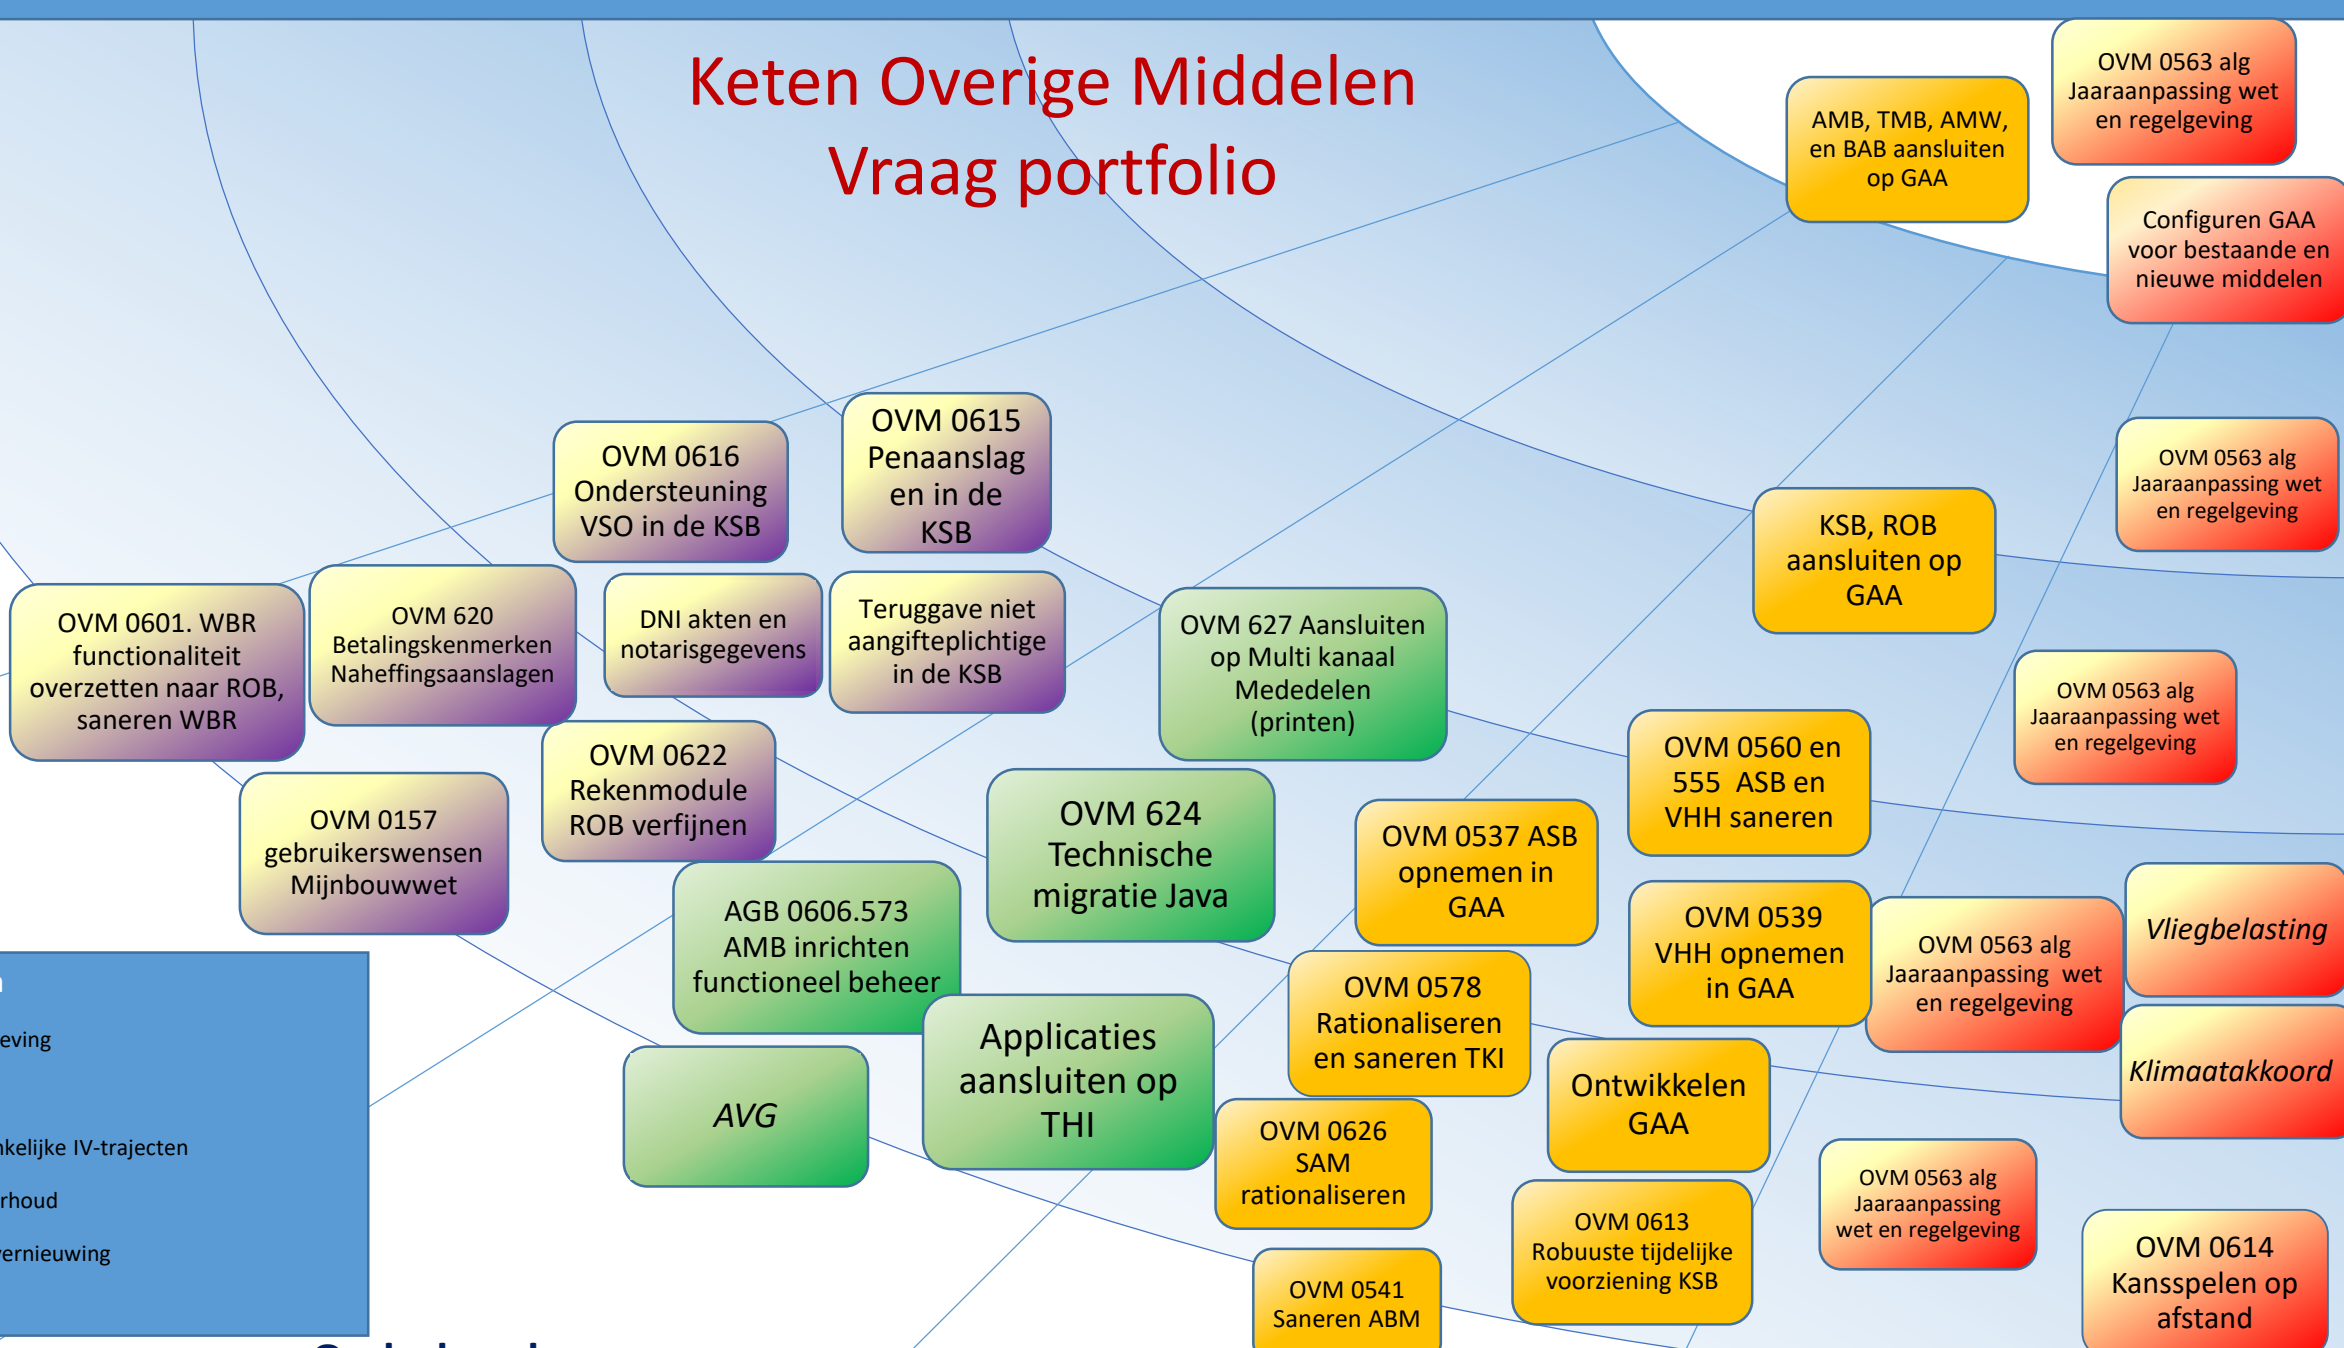 Keten Overige Middelen
Vraag portfolio
OVM 0563 alg
Jaaraanpassing wet
en regelgeving
AMB, TMB, AMW,
en BAB aansluiten
op GAA
Configuren GAA
voor bestaande en
nieuwe middelen
OVM 0615
Penaanslag
en in de
KSB
OVM 0616
Ondersteuning
VSO in de KSB
OVM 0563 alg
Jaaraanpassing wet
en regelgeving
KSB, ROB
aansluiten op
GAA
OVM 0601. WBR
functionaliteit
overzetten naar ROB,
saneren WBR
OVM 620
Betalingskenmerken
Naheffingsaanslagen
DNI akten en
notarisgegevens
Teruggave niet
aangifteplichtige
in de KSB
OVM 627 Aansluiten
op Multi kanaal
Mededelen
(printen)
OVM 0563 alg
Jaaraanpassing wet
en regelgeving
OVM 0622
Rekenmodule
ROB verfijnen
OVM 0560 en
555 ASB en
VHH saneren
OVM 0157
gebruikerswensen
Mijnbouwwet
OVM 624
Technische
migratie Java
OVM 0537 ASB
opnemen in
GAA
AGB 0606.573
AMB inrichten
functioneel beheer
OVM 0539
VHH opnemen
in GAA
OVM 0563 alg
Jaaraanpassing wet
en regelgeving
Vliegbelasting
OVM 0578
Rationaliseren
en saneren TKI
Applicaties
aansluiten op
THI
Klimaatakkoord
AVG
Ontwikkelen
GAA
OVM 0626
SAM
rationaliseren
OVM 0563 alg
Jaaraanpassing
wet en regelgeving
OVM 0613
Robuuste tijdelijke
voorziening KSB
OVM 0614
Kansspelen op
afstand
OVM 0541
Saneren ABM
eving
nkelijke IV-trajecten
rhoud
vernieuwing